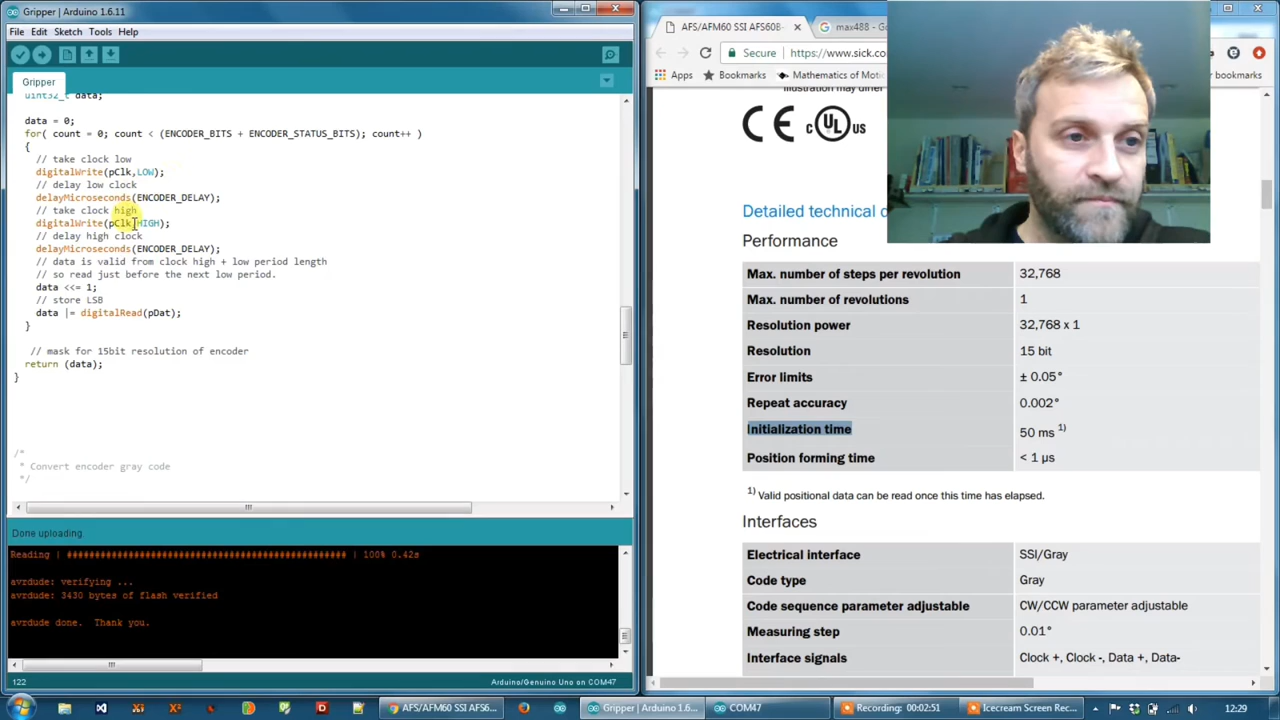 Gripper | Arduino 1.6.11
File Edit Sketch Tools Help
Gripper
uint32_t data;
data = 0;
for( count = 0; count < (ENCODER_BITS + ENCODER_STATUS_BITS); count++ )
{
// take clock low
digitalWrite(pClk,LOW);
// delay low clock
delayMicroseconds(ENCODER_DELAY);
// take clock high
digitalWrite(pClk,HIGH);
// delay high clock
delayMicroseconds(ENCODER_DELAY);
// data is valid from clock high + low period length
// so read just before the next low period.
data <<= 1;
// store LSB
data |= digitalRead(pDat);
}
// mask for 15bit resolution of encoder
return (data);
}
/*
* Convert encoder gray code
*/
Done uploading.
Reading | ################################################## | 100% 0.42s
avrdude: verifying ...
avrdude: 3430 bytes of flash verified
avrdude done.  Thank you.
122
Arduino/Genuino Uno on COM47
AFS/AFM60 SSI AFS60B-
max488 - G
Secure
https://www.sick.co
Apps
Bookmarks
Mathematics of Mot
bookmarks
Illustration may differ
CE c UL us
Detailed technical d
Performance
Max. number of steps per revolution 32,768
Max. number of revolutions 1
Resolution power 32,768 x 1
Resolution 15 bit
Error limits ± 0.05°
Repeat accuracy 0.002°
Initialization time 50 ms 1)
Position forming time < 1 µs
1) Valid positional data can be read once this time has elapsed.
Interfaces
Electrical interface SSI/Gray
Code type Gray
Code sequence parameter adjustable CW/CCW parameter adjustable
Measuring step 0.01°
Interface signals Clock +, Clock -, Data +, Data-
AFS/AFM60 SSI AFS6...
Gripper | Arduino 1.6...
COM47
Recording: 00:02:51
Icecream Screen Rec...
12:29